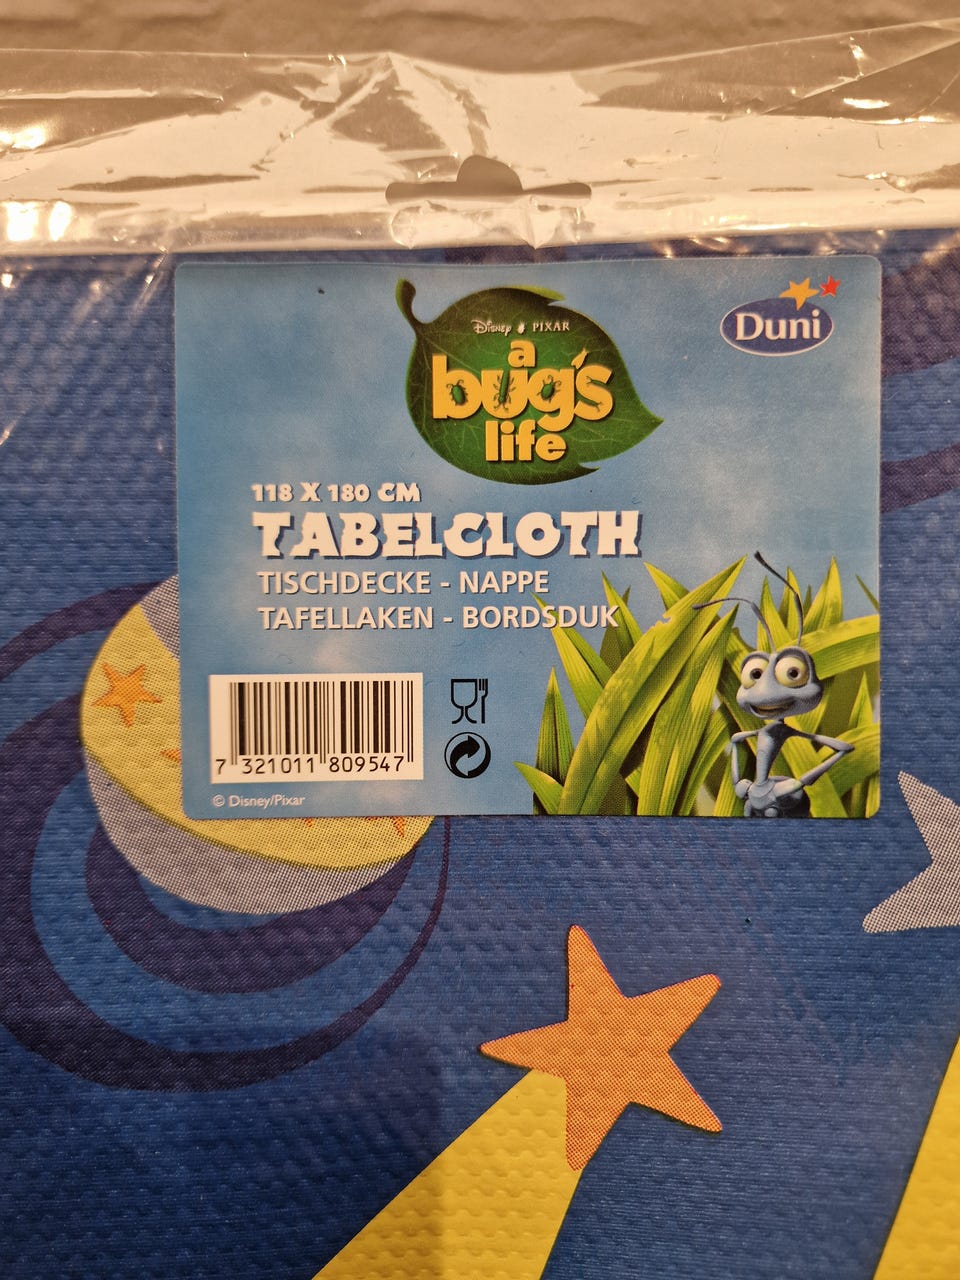 Disney PIXAR
a
bug's
life
Duni
118 X 180 CM
TABELCLOTH
TISCHDECKE - NAPPE
TAFELLAKEN - BORDSDUK
7 321011 809547
© Disney/Pixar